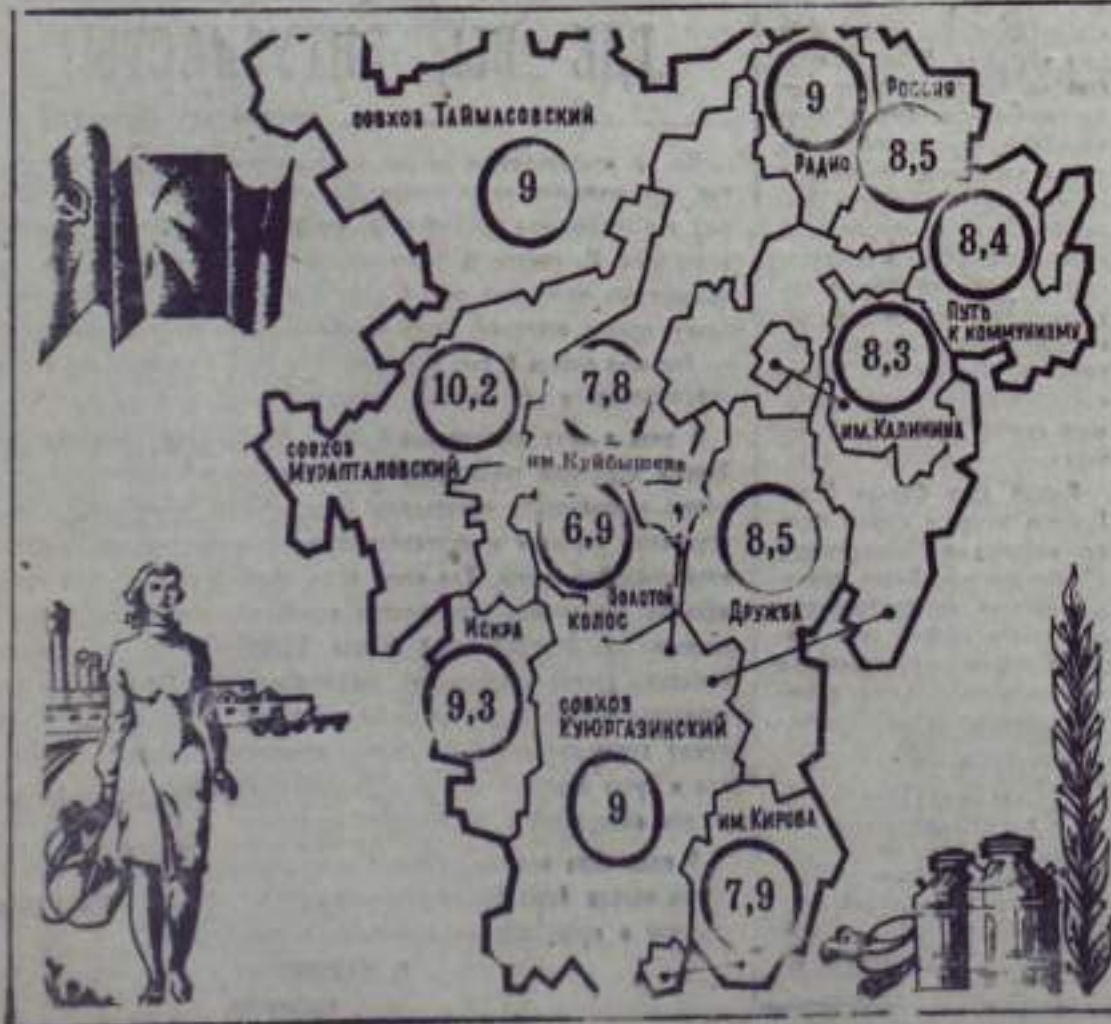 совхоз Таймасовский
9
9
Радио
Россия
8,5
8,4
Путь
к коммунизму
8,3
им. Калинина
10,2
совхоз
Мурапталовский
7,8
им. Куйбышева
6,9
Золотой
колос
8,5
Дружба
Искра
9,3
совхоз
Куюргазинский
9
им. Кирова
7,9